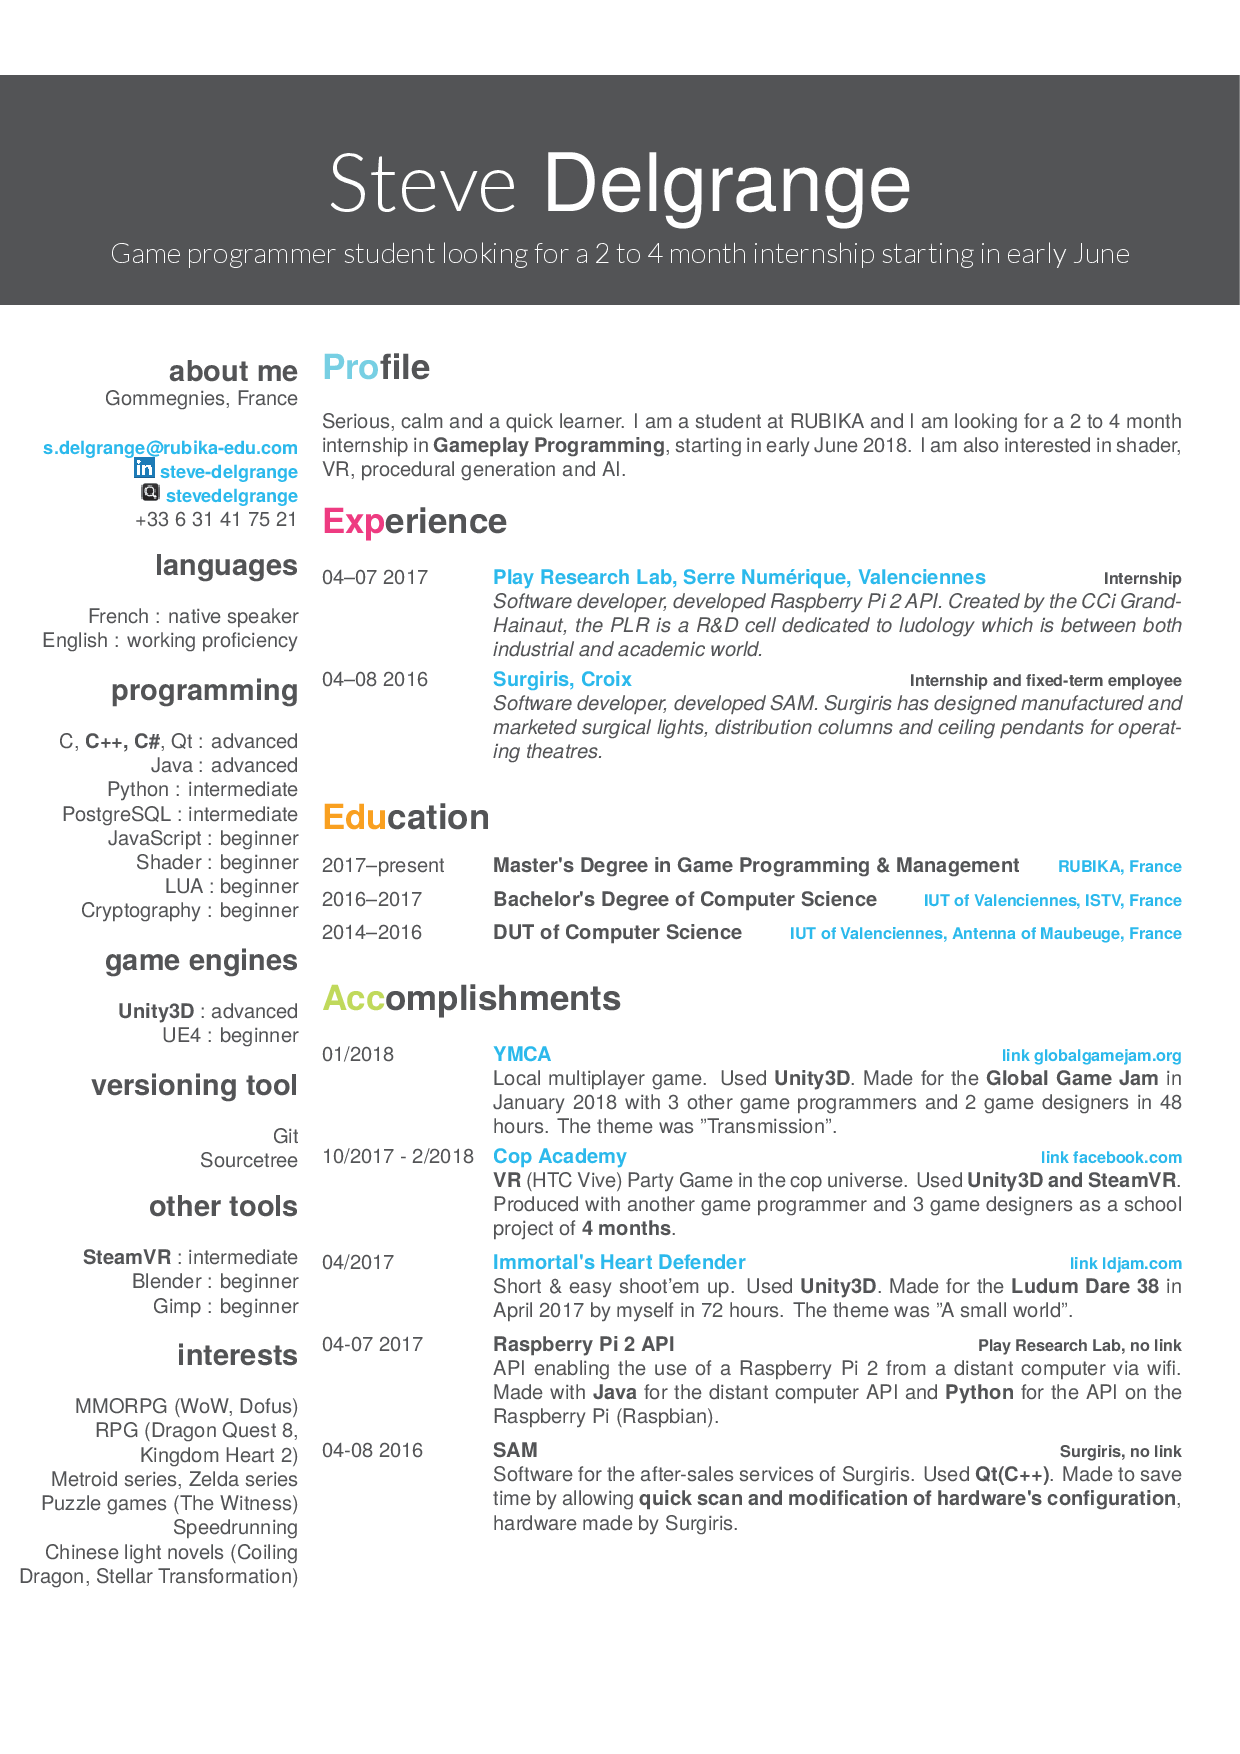 Steve Delgrange
Game programmer student looking for a 2 to 4 month internship starting in early June
about me
Gommegnies, France
s.delgrange@rubika-edu.com
in steve-delgrange
stevedelgrange
+33 6 31 41 75 21
languages
French : native speaker
English : working proficiency
programming
C, C++, C#, Qt : advanced
Java : advanced
Python : intermediate
PostgreSQL : intermediate
JavaScript : beginner
Shader : beginner
LUA : beginner
Cryptography : beginner
game engines
Unity3D : advanced
UE4 : beginner
versioning tool
Git
Sourcetree
other tools
SteamVR : intermediate
Blender : beginner
Gimp : beginner
interests
MMORPG (WoW, Dofus)
RPG (Dragon Quest 8,
Kingdom Heart 2)
Metroid series, Zelda series
Puzzle games (The Witness)
Speedrunning
Chinese light novels (Coiling
Dragon, Stellar Transformation)
Profile
Serious, calm and a quick learner. I am a student at RUBIKA and I am looking for a 2 to 4 month
internship in Gameplay Programming, starting in early June 2018. I am also interested in shader,
VR, procedural generation and AI.
Experience
04–07 2017 Play Research Lab, Serre Numérique, Valenciennes Internship
Software developer, developed Raspberry Pi 2 API. Created by the CCi Grand-
Hainaut, the PLR is a R&D cell dedicated to ludology which is between both
industrial and academic world.
04–08 2016 Surgiris, Croix Internship and fixed-term employee
Software developer, developed SAM. Surgiris has designed manufactured and
marketed surgical lights, distribution columns and ceiling pendants for operat-
ing theatres.
Education
2017–present Master's Degree in Game Programming & Management RUBIKA, France
2016–2017 Bachelor's Degree of Computer Science IUT of Valenciennes, ISTV, France
2014–2016 DUT of Computer Science IUT of Valenciennes, Antenna of Maubeuge, France
Accomplishments
01/2018 YMCA link globalgamejam.org
Local multiplayer game. Used Unity3D. Made for the Global Game Jam in
January 2018 with 3 other game programmers and 2 game designers in 48
hours. The theme was ”Transmission”.
10/2017 - 2/2018 Cop Academy link facebook.com
VR (HTC Vive) Party Game in the cop universe. Used Unity3D and SteamVR.
Produced with another game programmer and 3 game designers as a school
project of 4 months.
04/2017 Immortal's Heart Defender link ldjam.com
Short & easy shoot’em up. Used Unity3D. Made for the Ludum Dare 38 in
April 2017 by myself in 72 hours. The theme was ”A small world”.
04-07 2017 Raspberry Pi 2 API Play Research Lab, no link
API enabling the use of a Raspberry Pi 2 from a distant computer via wifi.
Made with Java for the distant computer API and Python for the API on the
Raspberry Pi (Raspbian).
04-08 2016 SAM Surgiris, no link
Software for the after-sales services of Surgiris. Used Qt(C++). Made to save
time by allowing quick scan and modification of hardware's configuration,
hardware made by Surgiris.